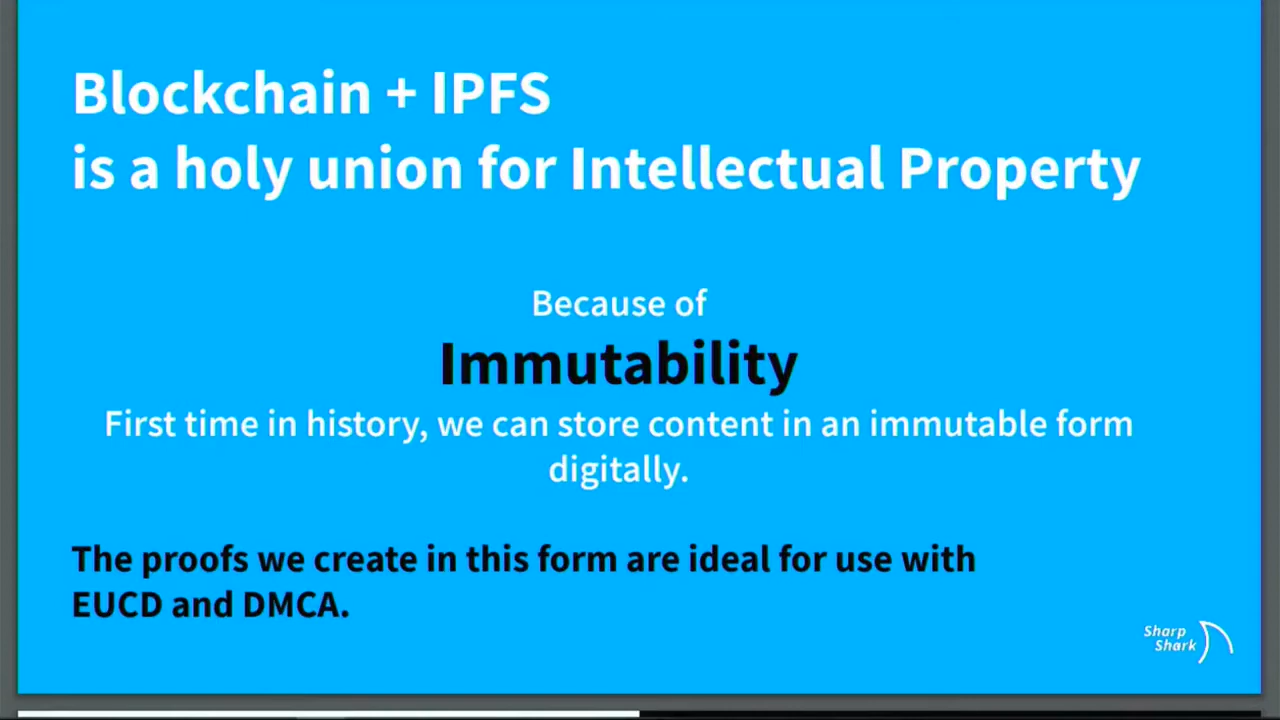 Blockchain + IPFS
is a holy union for Intellectual Property
Because of
Immutability
First time in history, we can store content in an immutable form
digitally.
The proofs we create in this form are ideal for use with
EUCD and DMCA.
Sharp
Shark